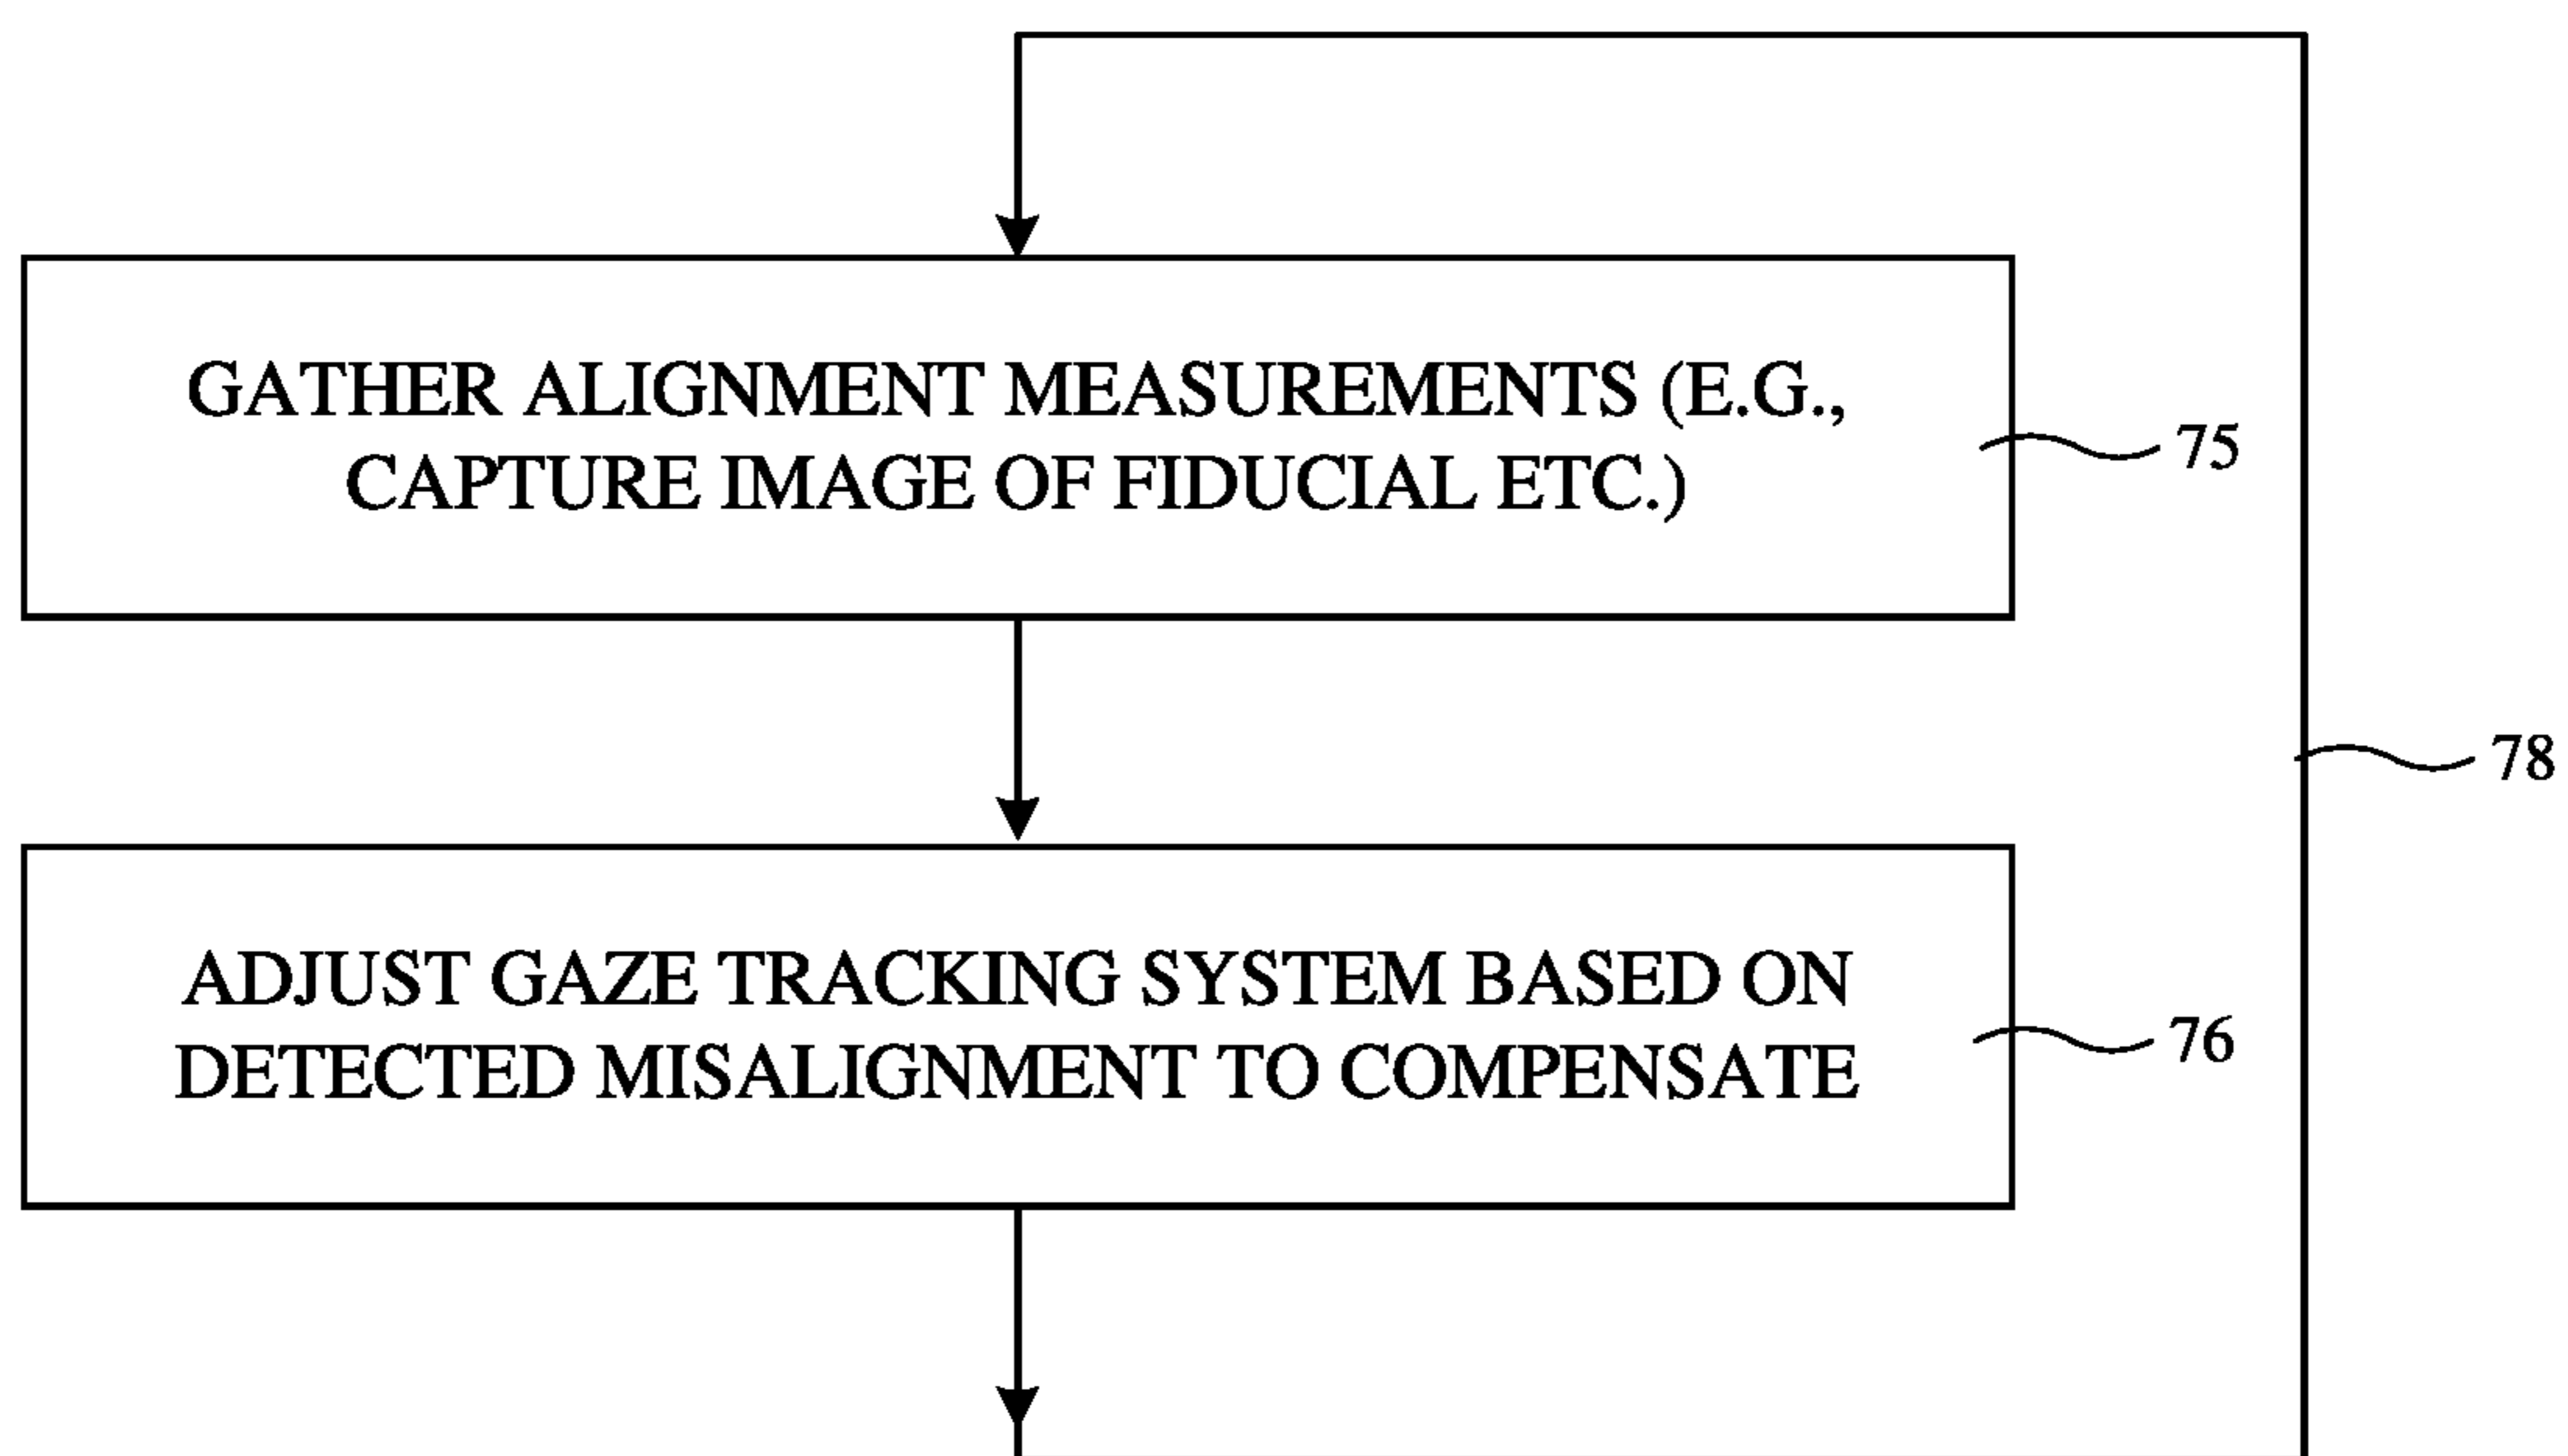 GATHER ALIGNMENT MEASUREMENTS (E.G.,
CAPTURE IMAGE OF FIDUCIAL ETC.)
75
78
ADJUST GAZE TRACKING SYSTEM BASED ON
DETECTED MISALIGNMENT TO COMPENSATE
76